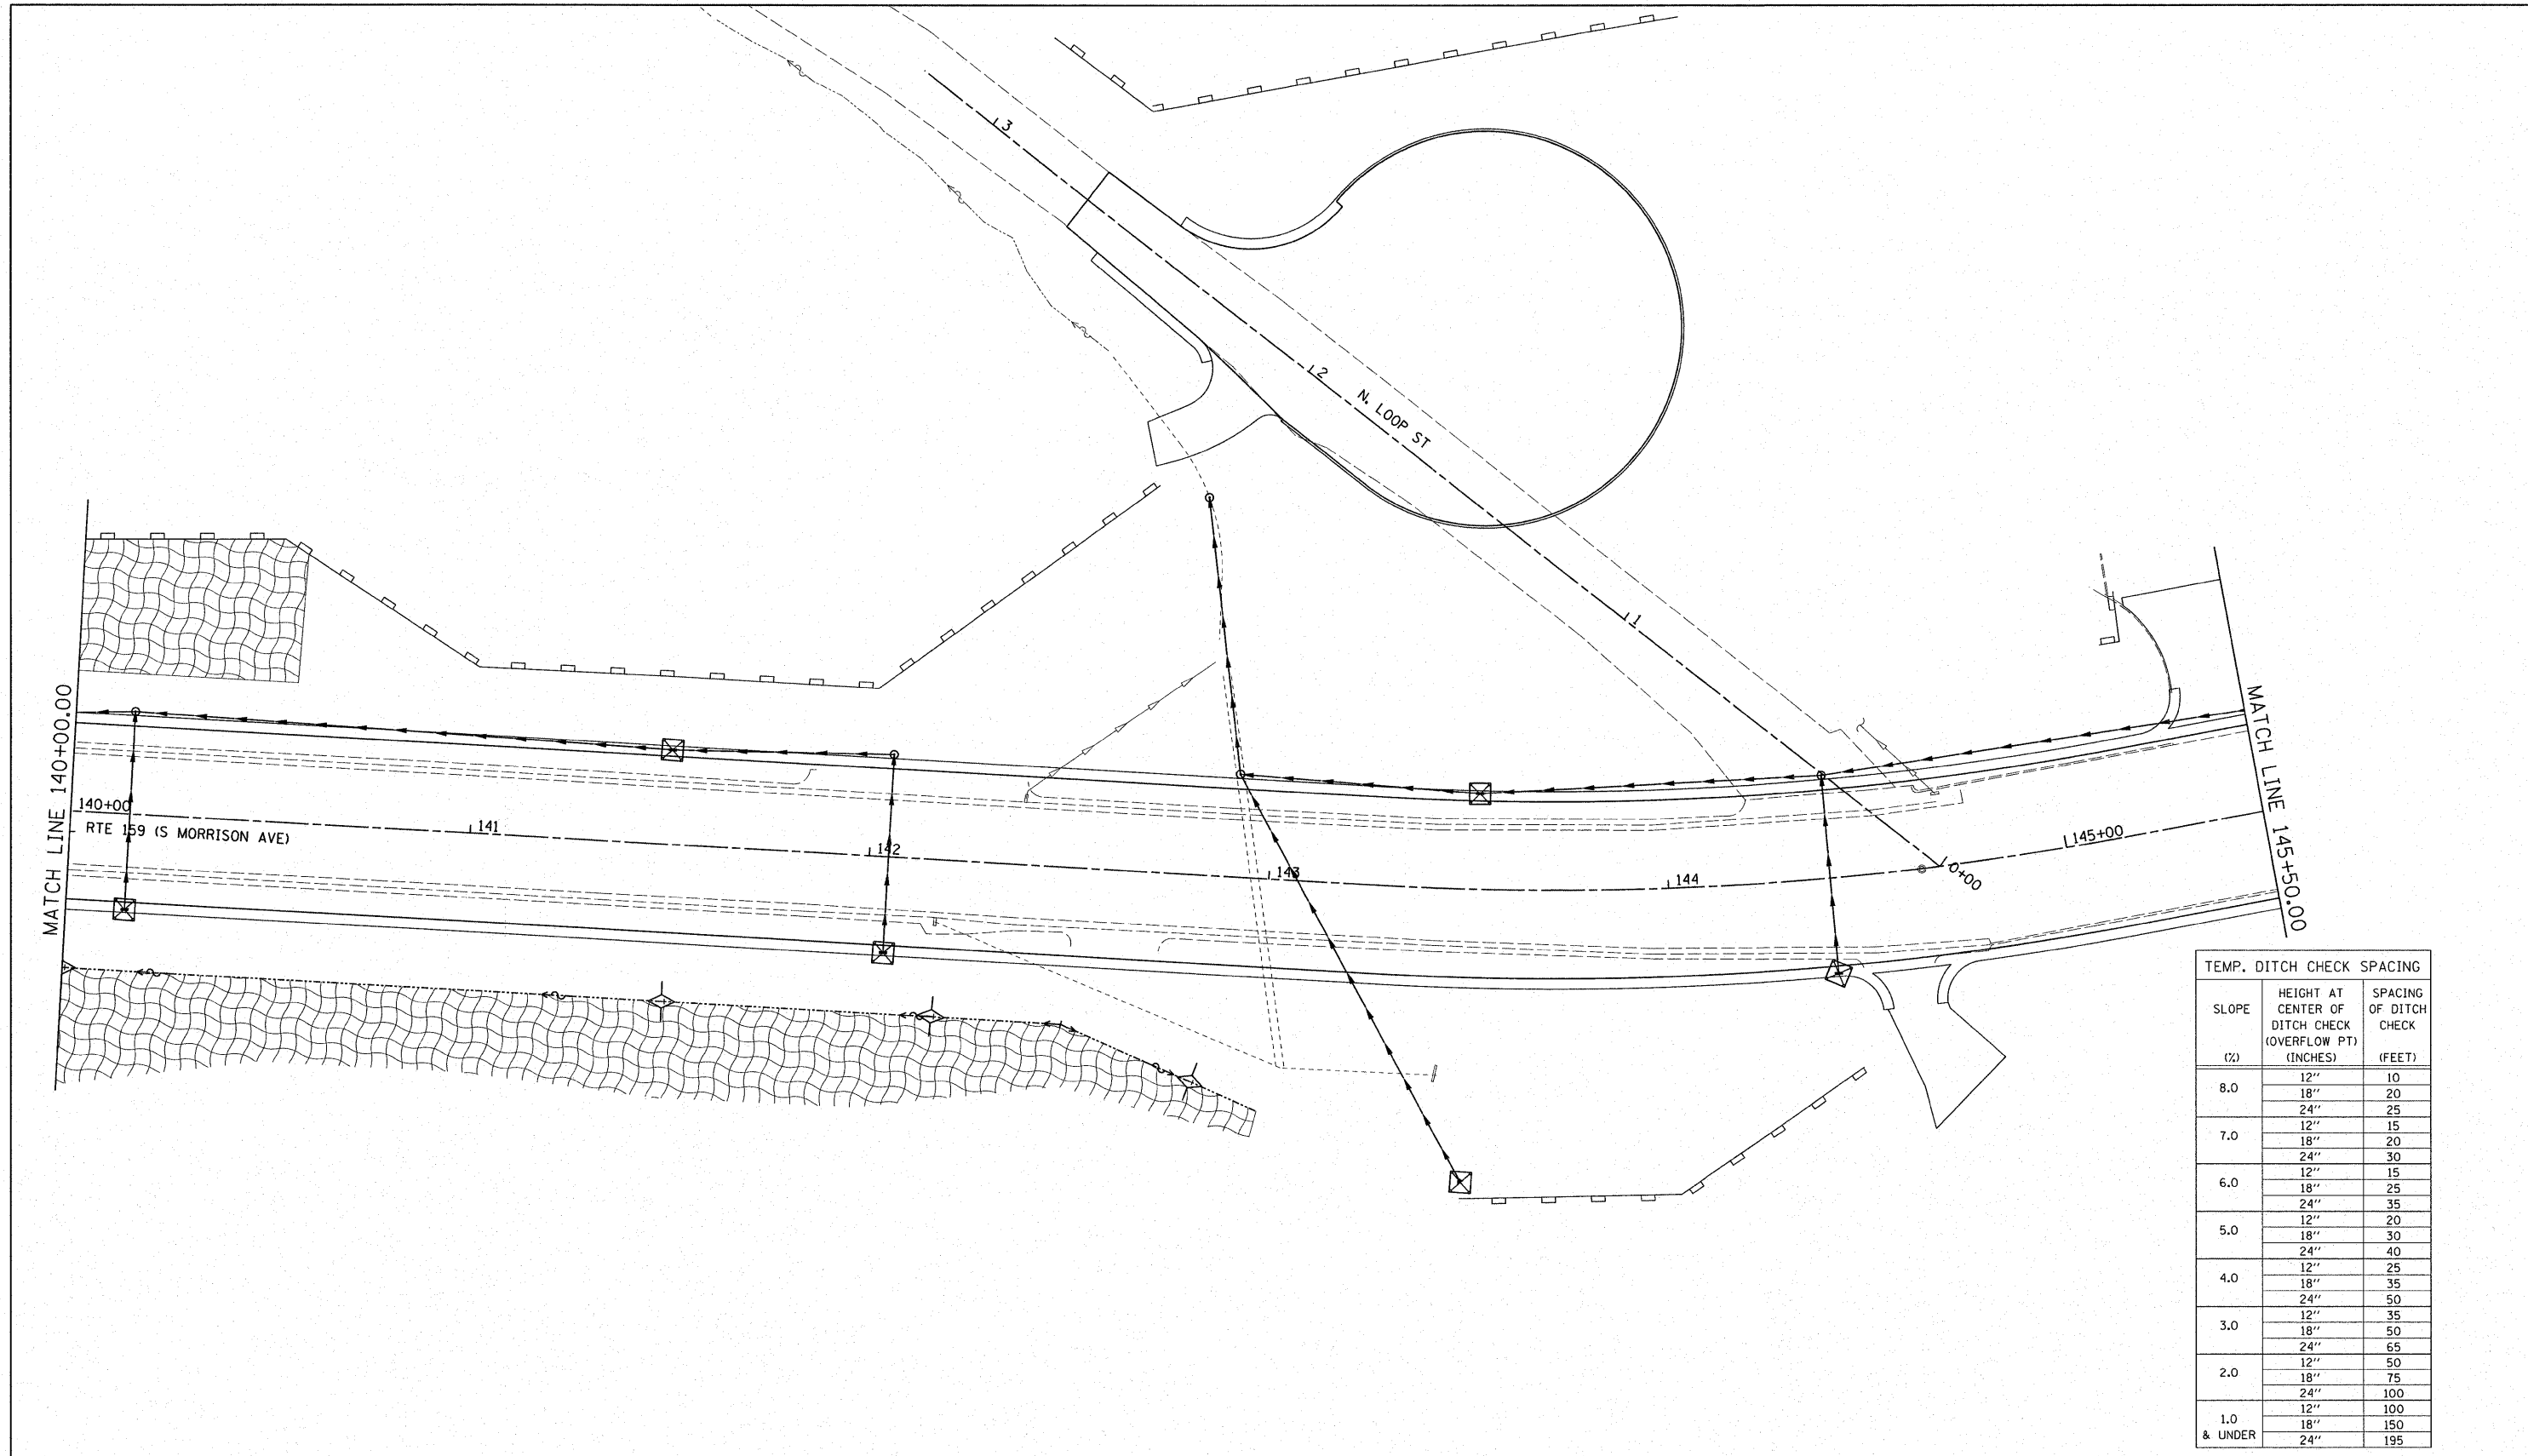 3
2
N. LOOP ST
1
MATCH LINE 140+00.00
140+00
RTE 159 (S MORRISON AVE)
141
142
143
144
0+00
145+00
MATCH LINE 145+50.00
TEMP. DITCH CHECK SPACING
SLOPE (%) HEIGHT AT CENTER OF DITCH CHECK (OVERFLOW PT) (INCHES) SPACING OF DITCH CHECK (FEET)
8.0 12" 10
18" 20
24" 25
7.0 12" 15
18" 20
24" 30
6.0 12" 15
18" 25
24" 35
5.0 12" 20
18" 30
24" 40
4.0 12" 25
18" 35
24" 50
3.0 12" 35
18" 50
24" 65
2.0 12" 50
18" 75
24" 100
1.0 & UNDER 12" 100
18" 150
24" 195